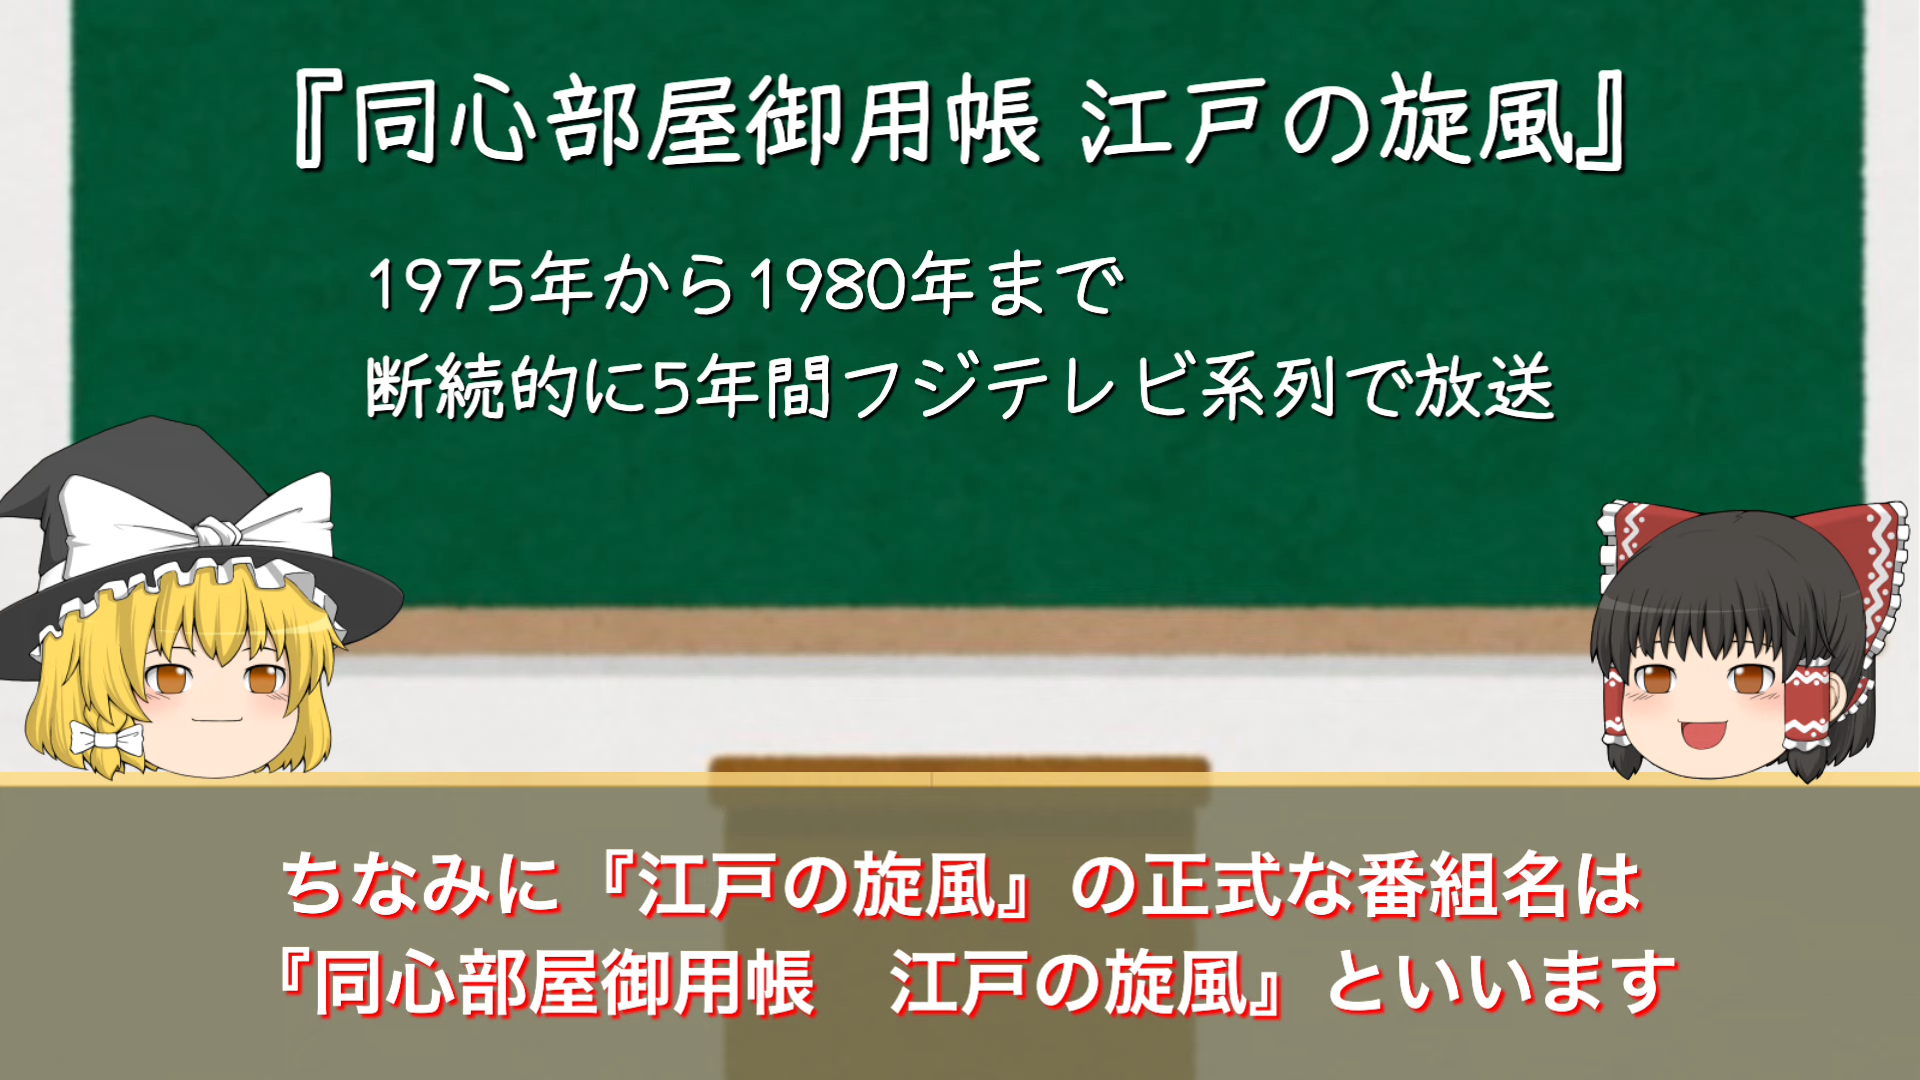 『同心部屋御用帳 江戸の旋風』
1975年から1980年まで
断続的に5年間フジテレビ系列で放送
ちなみに『江戸の旋風』の正式な番組名は
『同心部屋御用帳　江戸の旋風』といいます